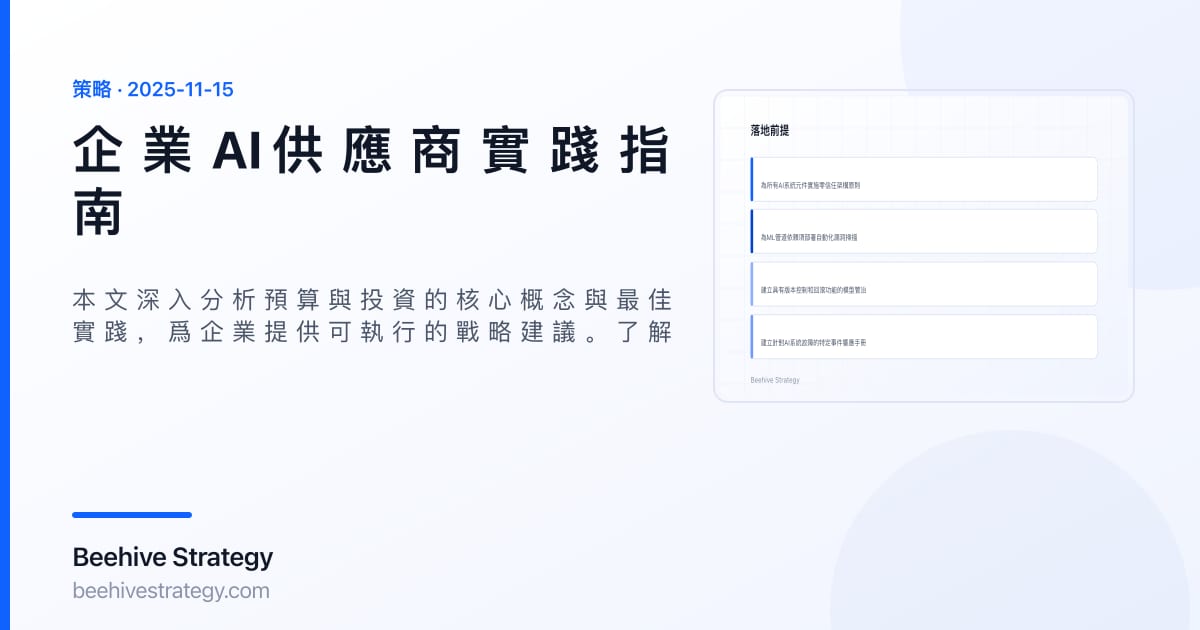 策略 · 2025-11-15
企業 AI供應商實踐指
南
本文深入分析預算與投資的核心概念與最佳
實踐，爲企業提供可執行的戰略建議。了解
Beehive Strategy
beehivestrategy.com
落地前提
為所有AI系統元件實施零信任架構原則
為ML管道依賴項部署自動化漏洞掃描
建立具有版本控制和回滾功能的模型管治
建立針對AI系統故障的特定事件響應手冊
Beehive Strategy